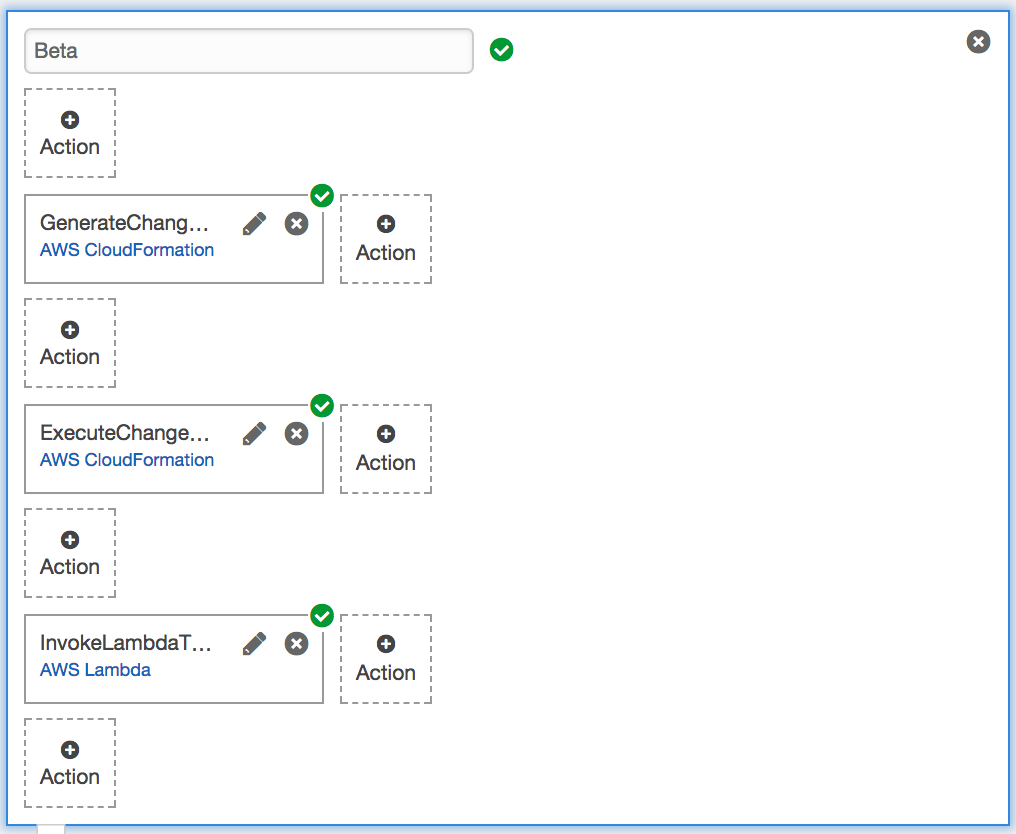 Beta
Action
GenerateChang...
AWS CloudFormation
Action
Action
ExecuteChange...
AWS CloudFormation
Action
Action
InvokeLambdaT...
AWS Lambda
Action
Action